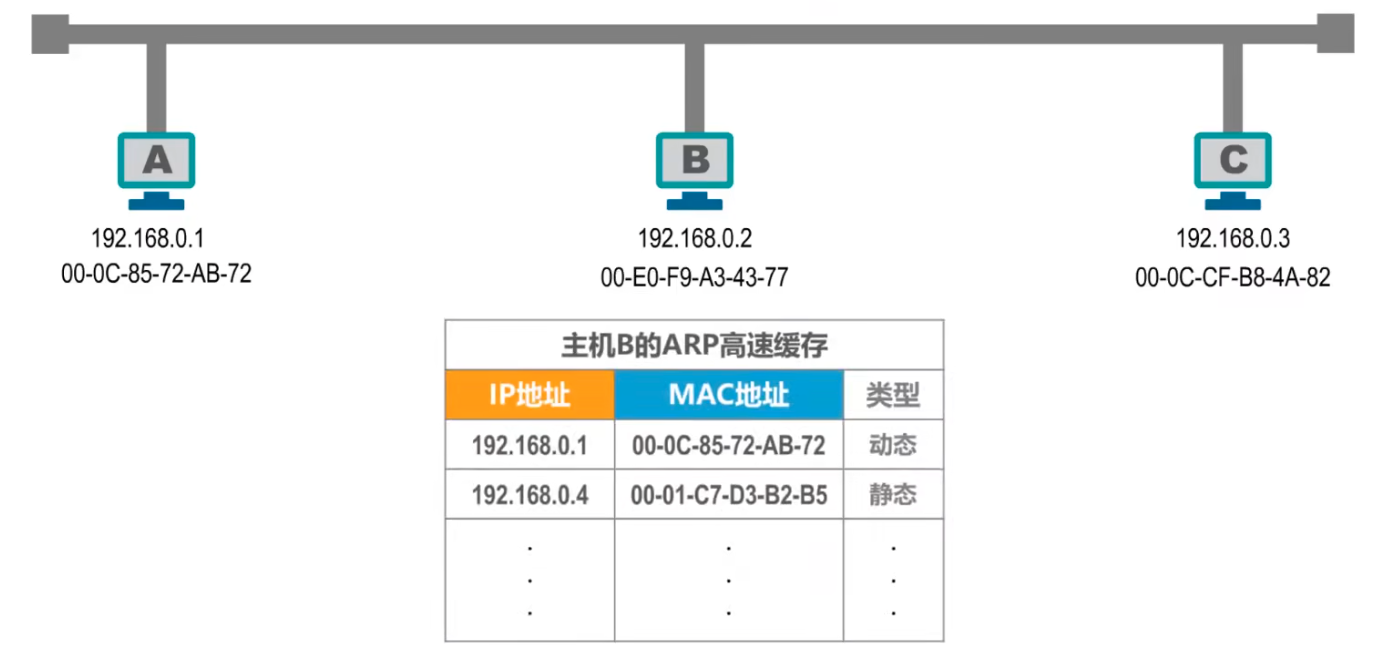 A
B
C
192.168.0.1
192.168.0.2
192.168.0.3
00-0C-85-72-AB-72
00-E0-F9-A3-43-77
00-0C-CF-B8-4A-82
主机B的ARP高速缓存
IP地址 MAC地址 类型
192.168.0.1 00-0C-85-72-AB-72 动态
192.168.0.4 00-01-C7-D3-B2-B5 静态
. . .
. . .
. . .